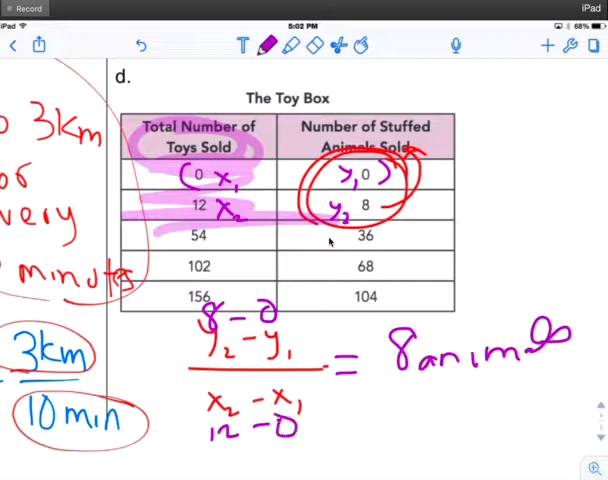 Record
iPad
iPad
5:02 PM
68%
T
d.
The Toy Box
Total Number of Toys Sold
Number of Stuffed Animals Sold
( 0 x₁
y₁ 0 )
12 x₂
y₂ 8
54
36
102
68
156
104
8 - 0
y₂ - y₁
x₂ - x₁
12 - 0
= 8 animals
3km
or
very
minutes
3km
10 min